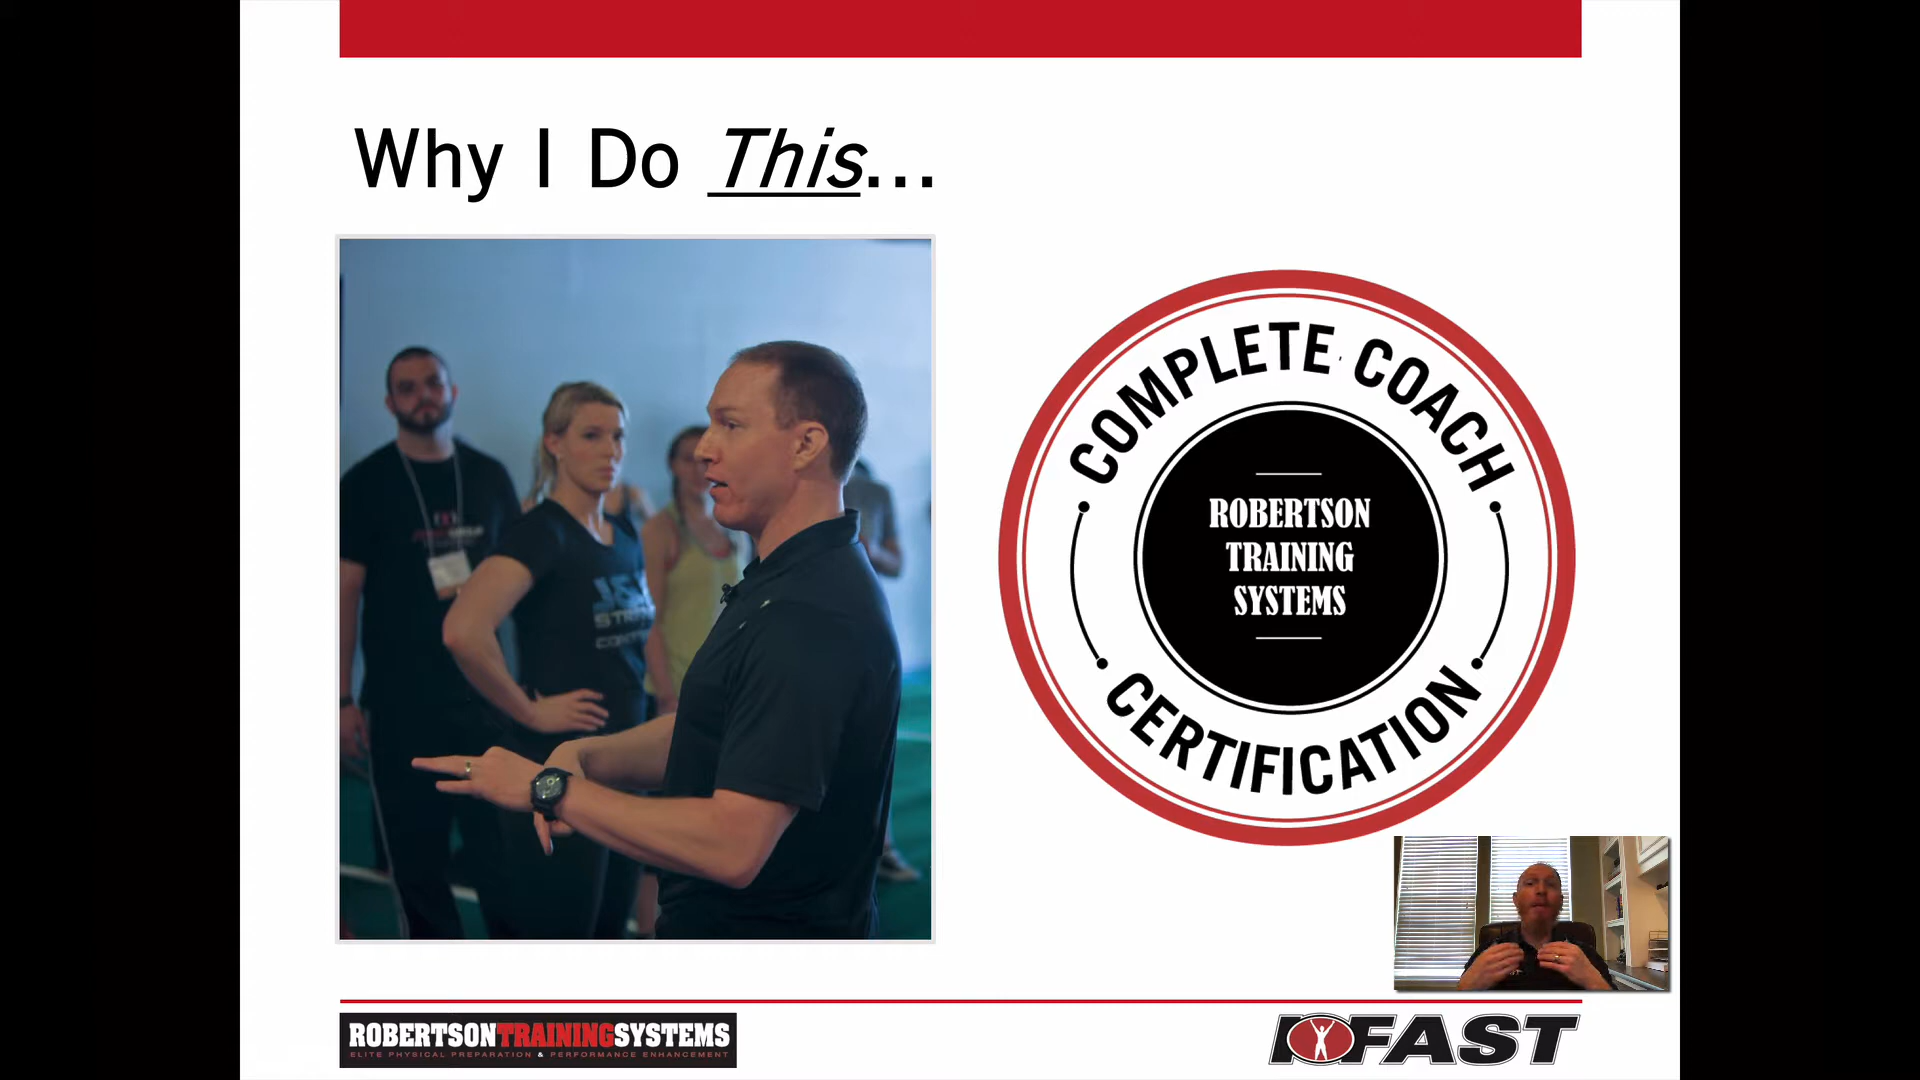 Why I Do This...
COMPLETE COACH
ROBERTSON
TRAINING
SYSTEMS
CERTIFICATION
ROBERTSONTRAININGSYSTEMS
ELITE PHYSICAL PREPARATION & PERFORMANCE ENHANCEMENT
IFAST